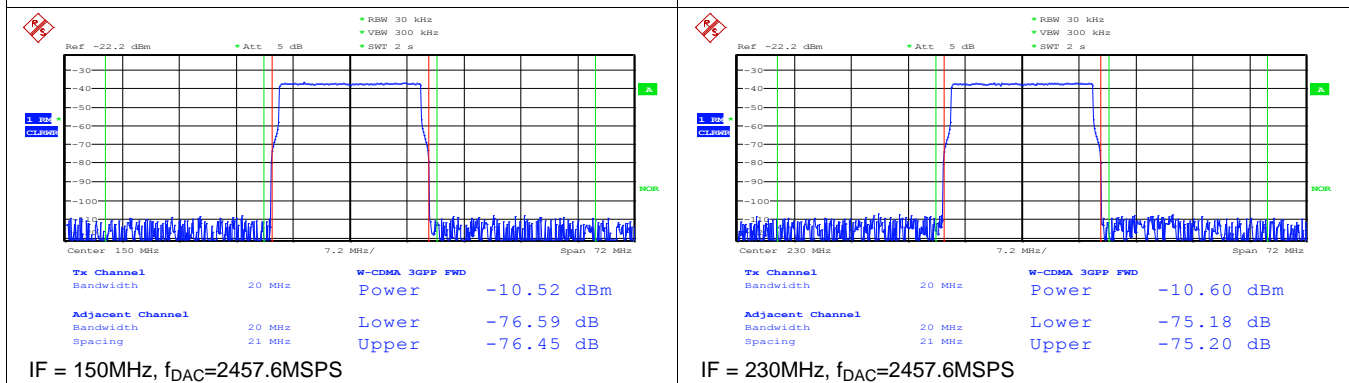 * RBW 30 kHz
* VBW 300 kHz
Ref -22.2 dBm * Att 5 dB * SWT 2 s
-30
-40
-50
-60
-70
-80
-90
-100
A
1 RM *
CLRWR
NOR
Center 150 MHz 7.2 MHz/ Span 72 MHz
Tx Channel W-CDMA 3GPP FWD
Bandwidth 20 MHz Power -10.52 dBm
Adjacent Channel
Bandwidth 20 MHz Lower -76.59 dB
Spacing 21 MHz Upper -76.45 dB
IF = 150MHz, fDAC=2457.6MSPS
* RBW 30 kHz
* VBW 300 kHz
Ref -22.2 dBm * Att 5 dB * SWT 2 s
-30
-40
-50
-60
-70
-80
-90
-100
A
1 RM *
CLRWR
NOR
Center 230 MHz 7.2 MHz/ Span 72 MHz
Tx Channel W-CDMA 3GPP FWD
Bandwidth 20 MHz Power -10.60 dBm
Adjacent Channel
Bandwidth 20 MHz Lower -75.18 dB
Spacing 21 MHz Upper -75.20 dB
IF = 230MHz, fDAC=2457.6MSPS